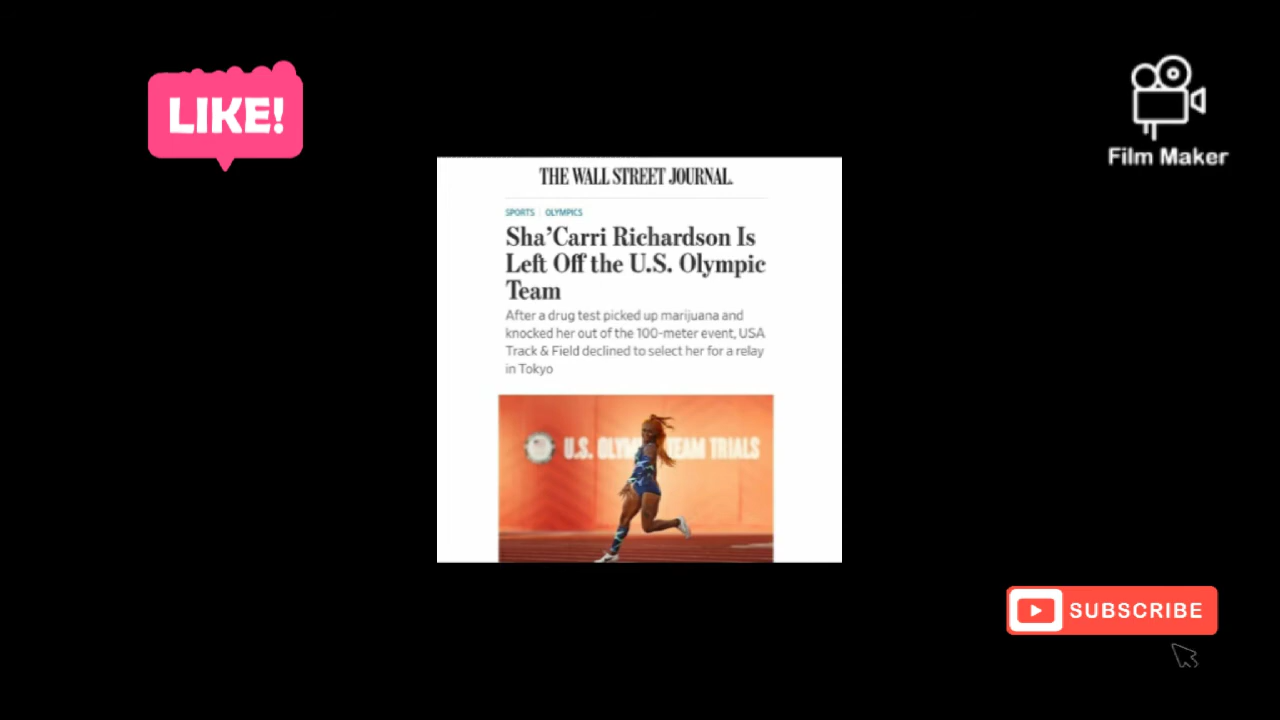 LIKE!
Film Maker
THE WALL STREET JOURNAL.
SPORTS | OLYMPICS
Sha'Carri Richardson Is
Left Off the U.S. Olympic
Team
After a drug test picked up marijuana and
knocked her out of the 100-meter event, USA
Track & Field declined to select her for a relay
in Tokyo
U.S. OLYM TEAM TRIALS
SUBSCRIBE